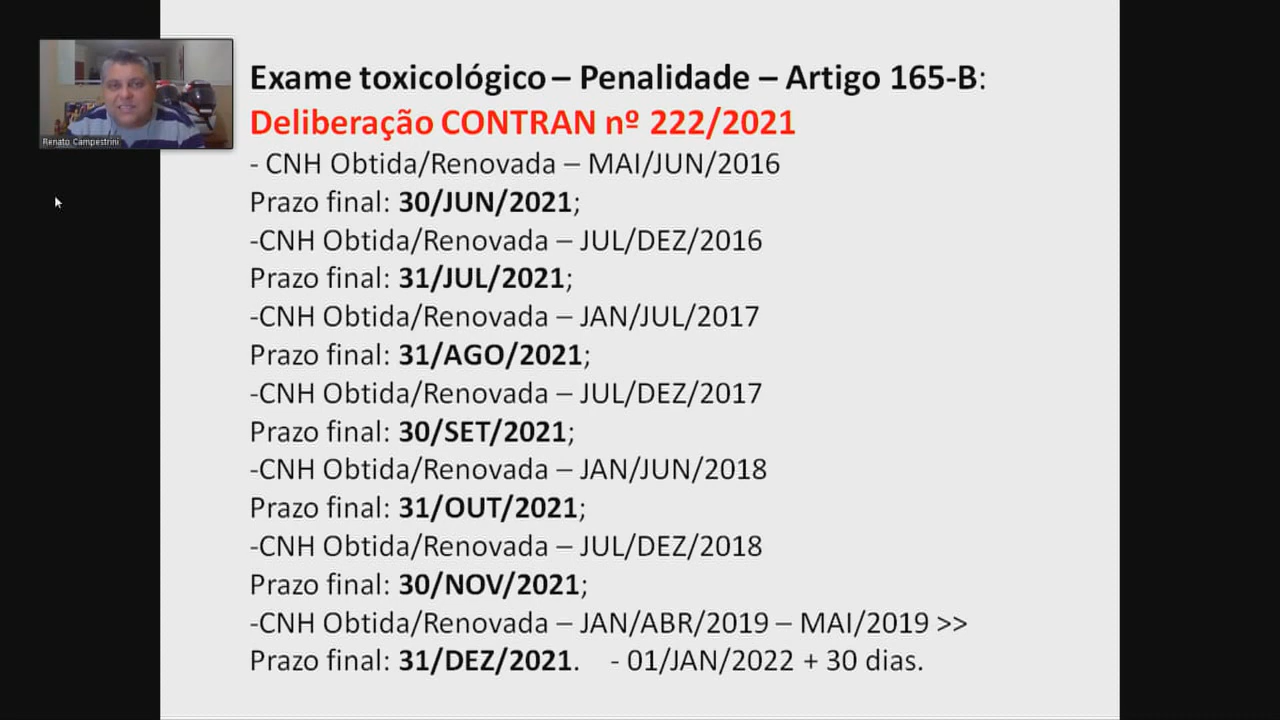 Renato Campestrini
Exame toxicológico – Penalidade – Artigo 165-B:
Deliberação CONTRAN nº 222/2021
- CNH Obtida/Renovada – MAI/JUN/2016
Prazo final: 30/JUN/2021;
-CNH Obtida/Renovada – JUL/DEZ/2016
Prazo final: 31/JUL/2021;
-CNH Obtida/Renovada – JAN/JUL/2017
Prazo final: 31/AGO/2021;
-CNH Obtida/Renovada – JUL/DEZ/2017
Prazo final: 30/SET/2021;
-CNH Obtida/Renovada – JAN/JUN/2018
Prazo final: 31/OUT/2021;
-CNH Obtida/Renovada – JUL/DEZ/2018
Prazo final: 30/NOV/2021;
-CNH Obtida/Renovada – JAN/ABR/2019 – MAI/2019 >>
Prazo final: 31/DEZ/2021. - 01/JAN/2022 + 30 dias.